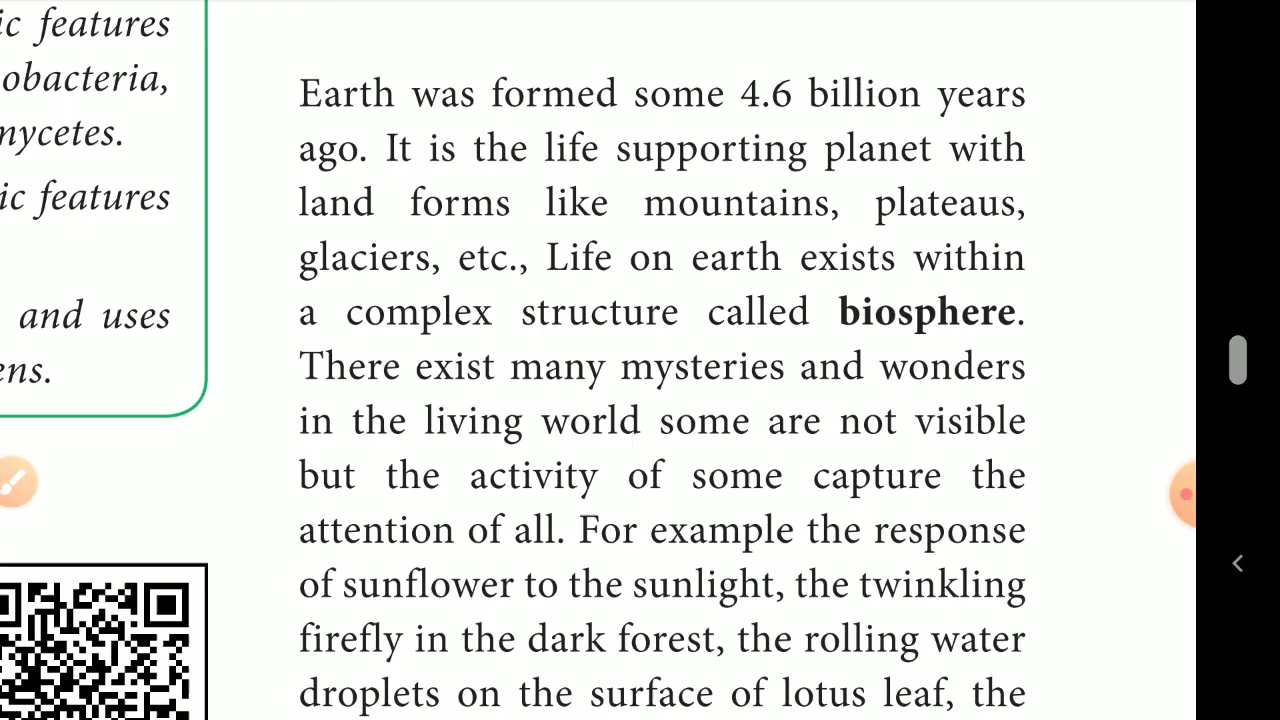 ic features
obacteria,
mycetes.
ic features
and uses
ens.
Earth was formed some 4.6 billion years
ago. It is the life supporting planet with
land forms like mountains, plateaus,
glaciers, etc., Life on earth exists within
a complex structure called biosphere.
There exist many mysteries and wonders
in the living world some are not visible
but the activity of some capture the
attention of all. For example the response
of sunflower to the sunlight, the twinkling
firefly in the dark forest, the rolling water
droplets on the surface of lotus leaf, the